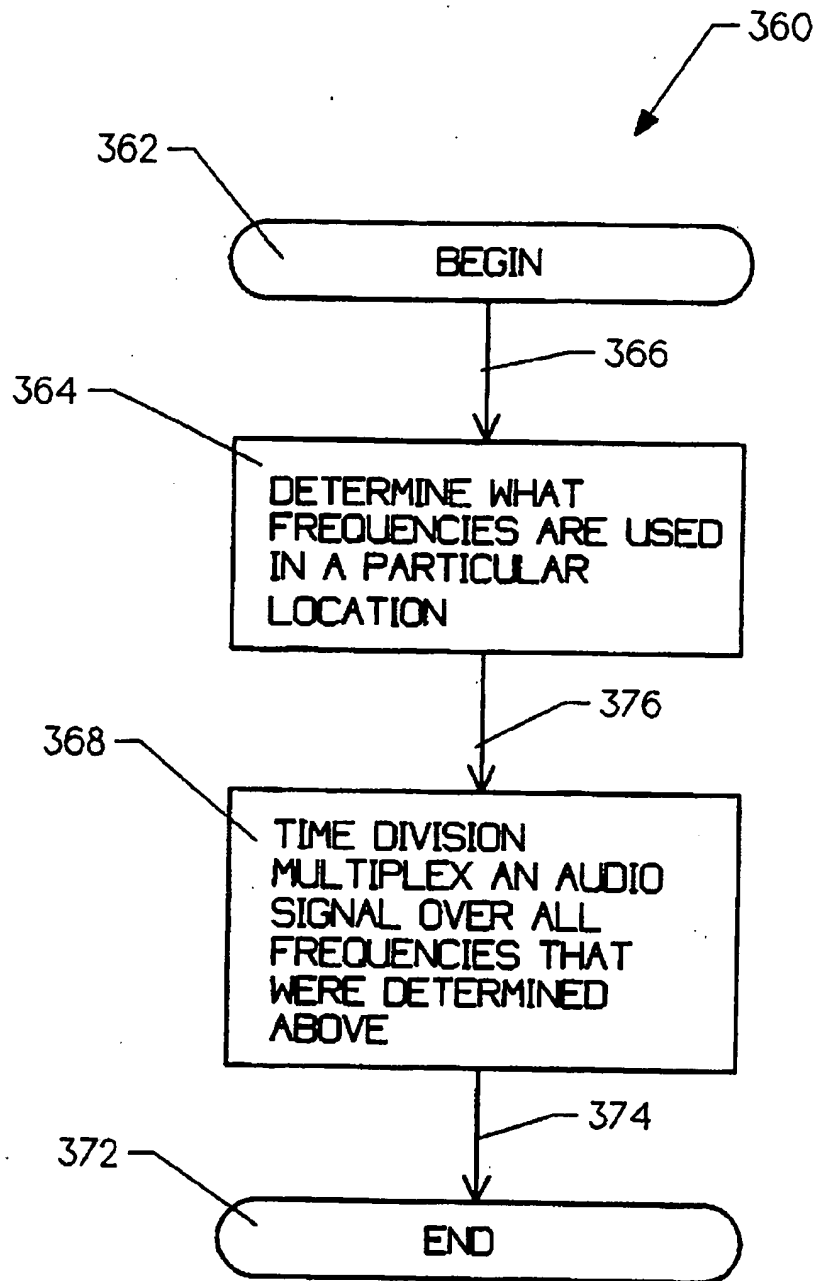 360
362
BEGIN
366
364
DETERMINE WHAT
FREQUENCIES ARE USED
IN A PARTICULAR
LOCATION
376
368
TIME DIVISION
MULTIPLEX AN AUDIO
SIGNAL OVER ALL
FREQUENCIES THAT
WERE DETERMINED
ABOVE
374
372
END